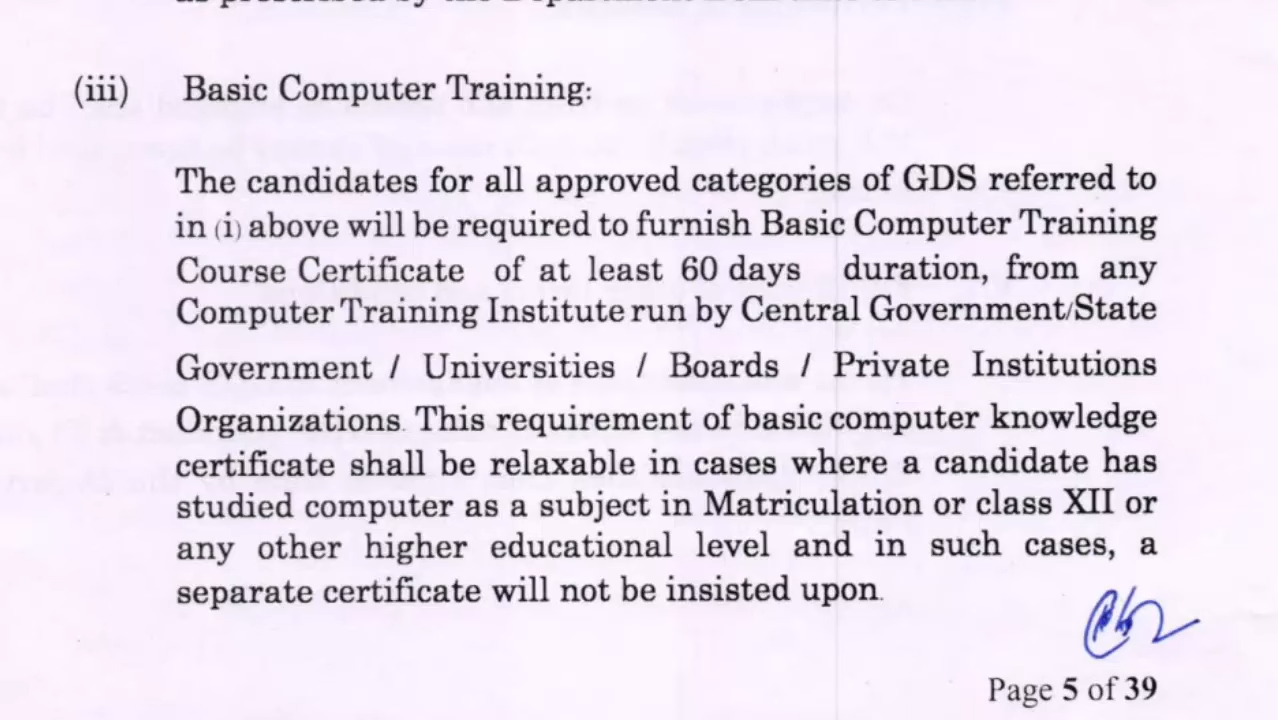 (iii) Basic Computer Training:
The candidates for all approved categories of GDS referred to
in (i) above will be required to furnish Basic Computer Training
Course Certificate of at least 60 days duration, from any
Computer Training Institute run by Central Government/State
Government / Universities / Boards / Private Institutions
Organizations. This requirement of basic computer knowledge
certificate shall be relaxable in cases where a candidate has
studied computer as a subject in Matriculation or class XII or
any other higher educational level and in such cases, a
separate certificate will not be insisted upon.
Page 5 of 39